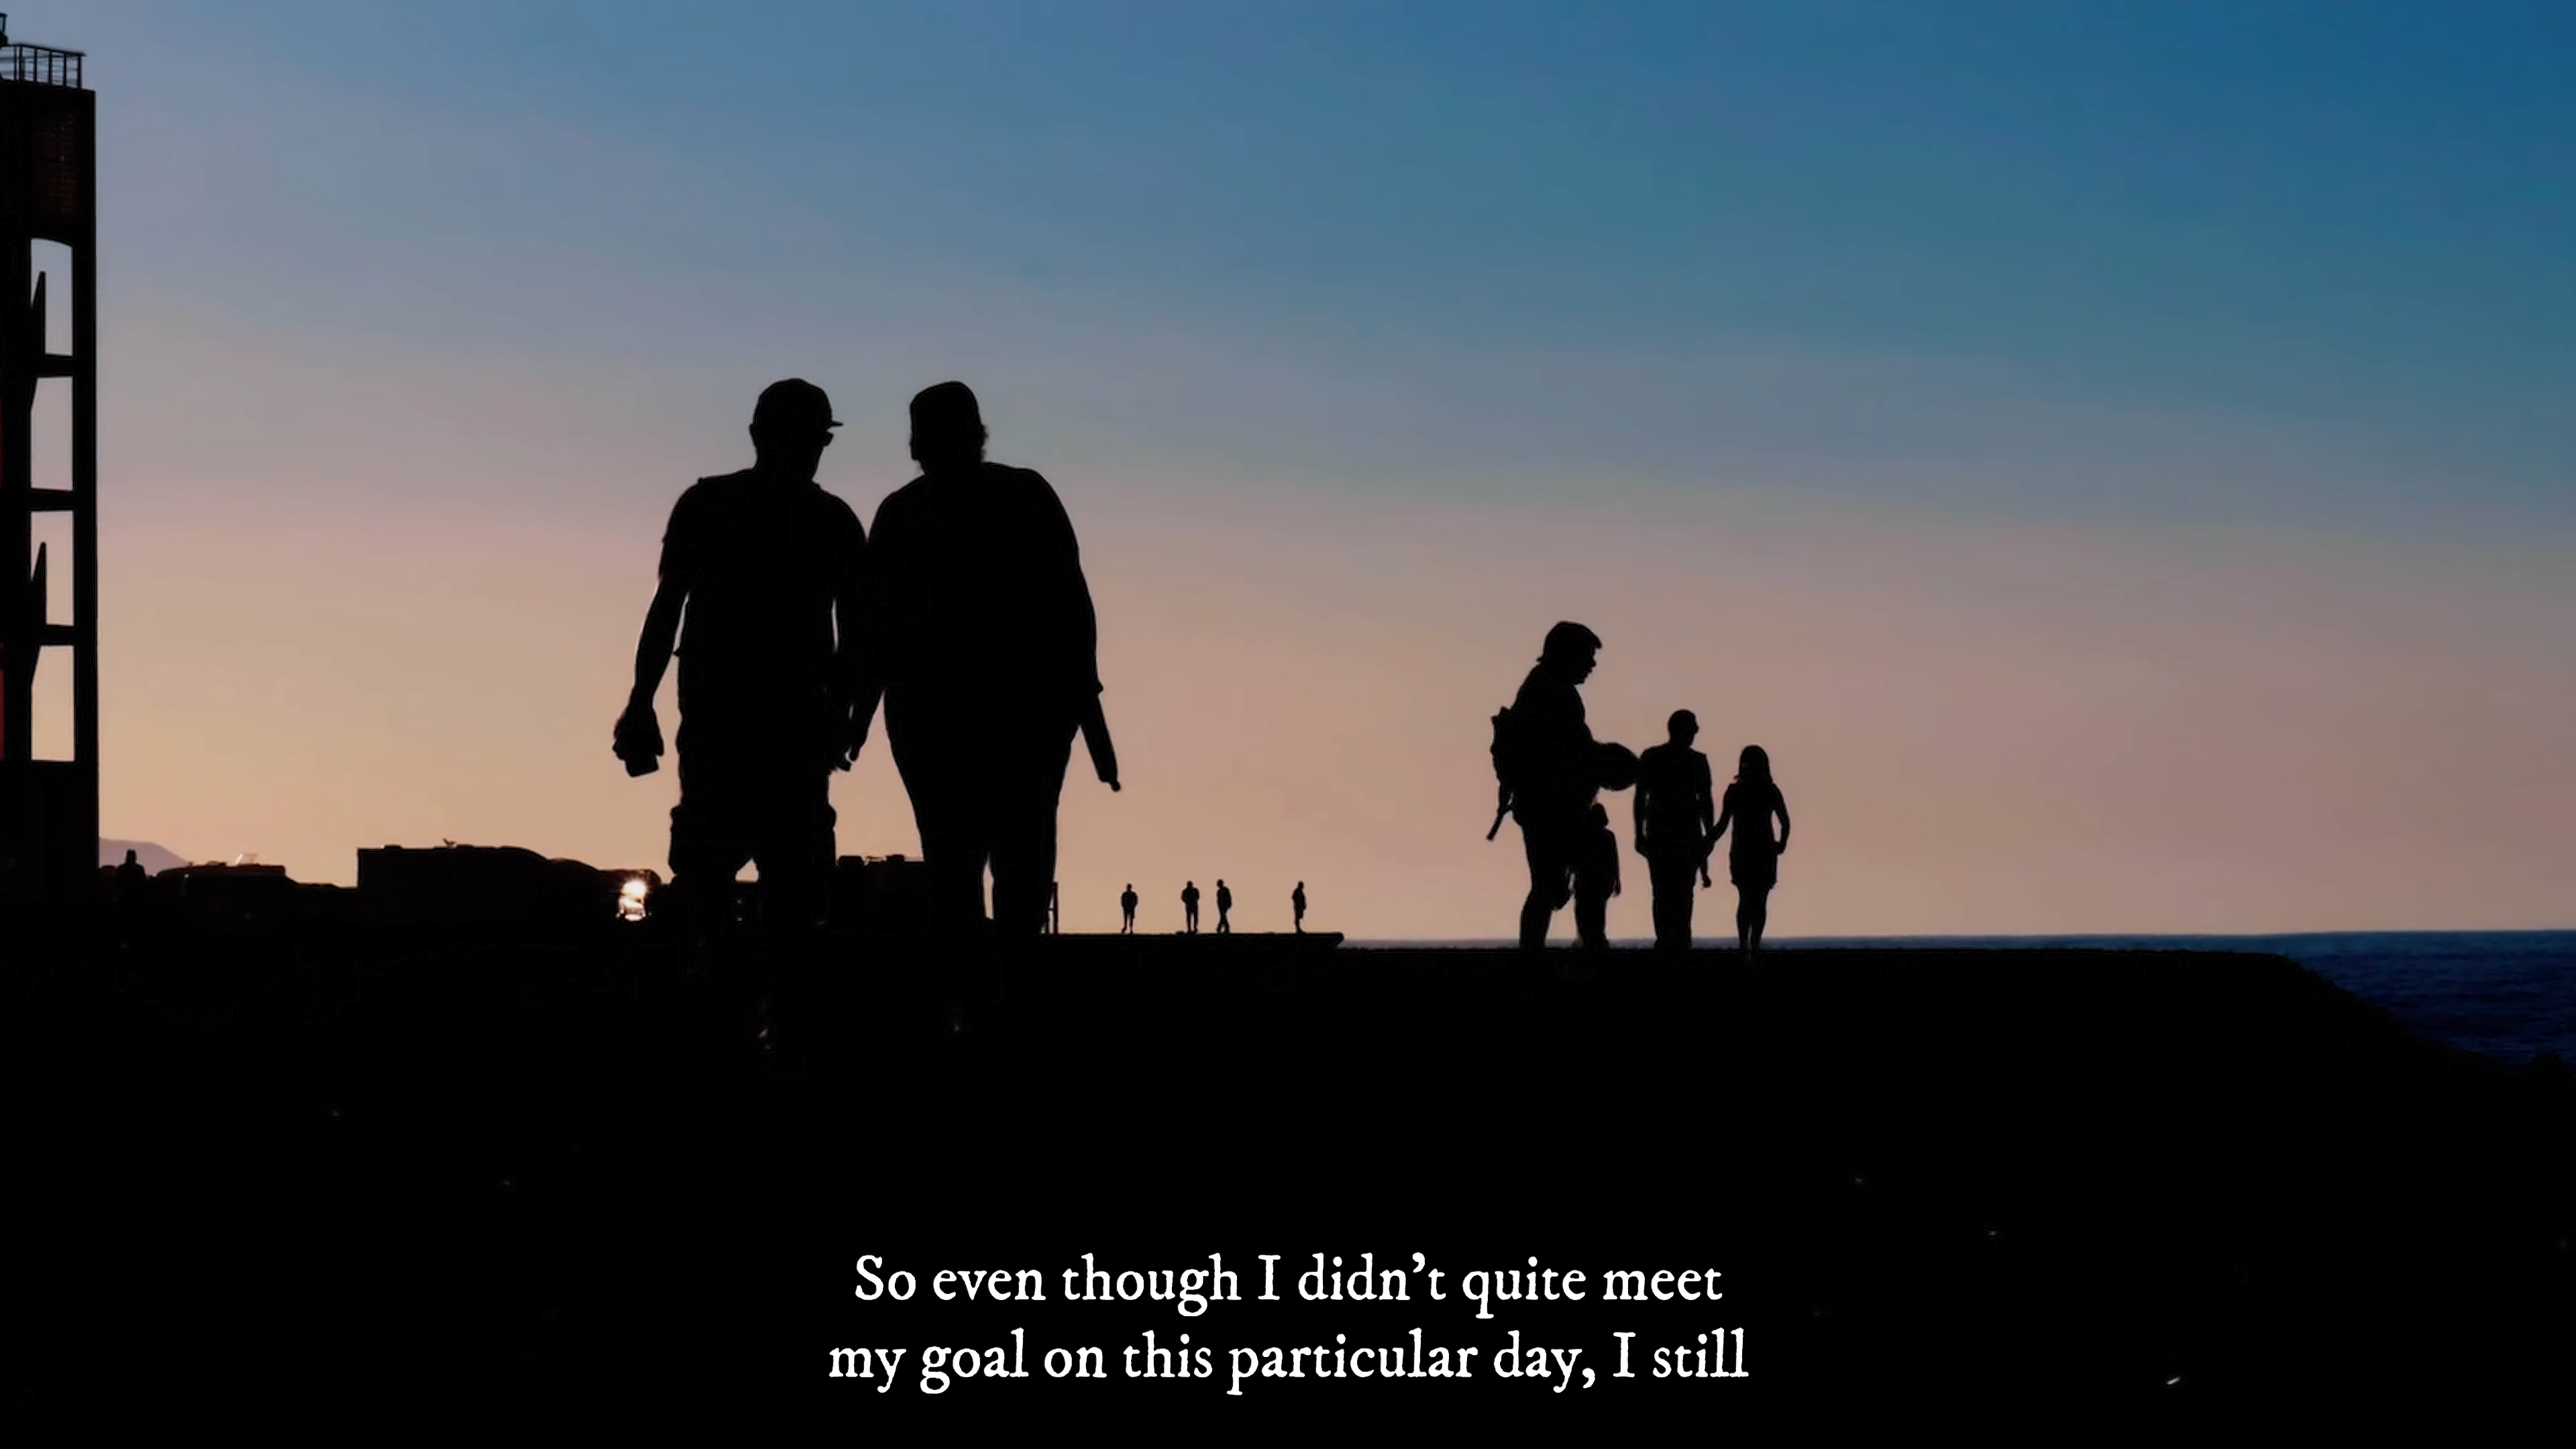 So even though I didn’t quite meet
my goal on this particular day, I still